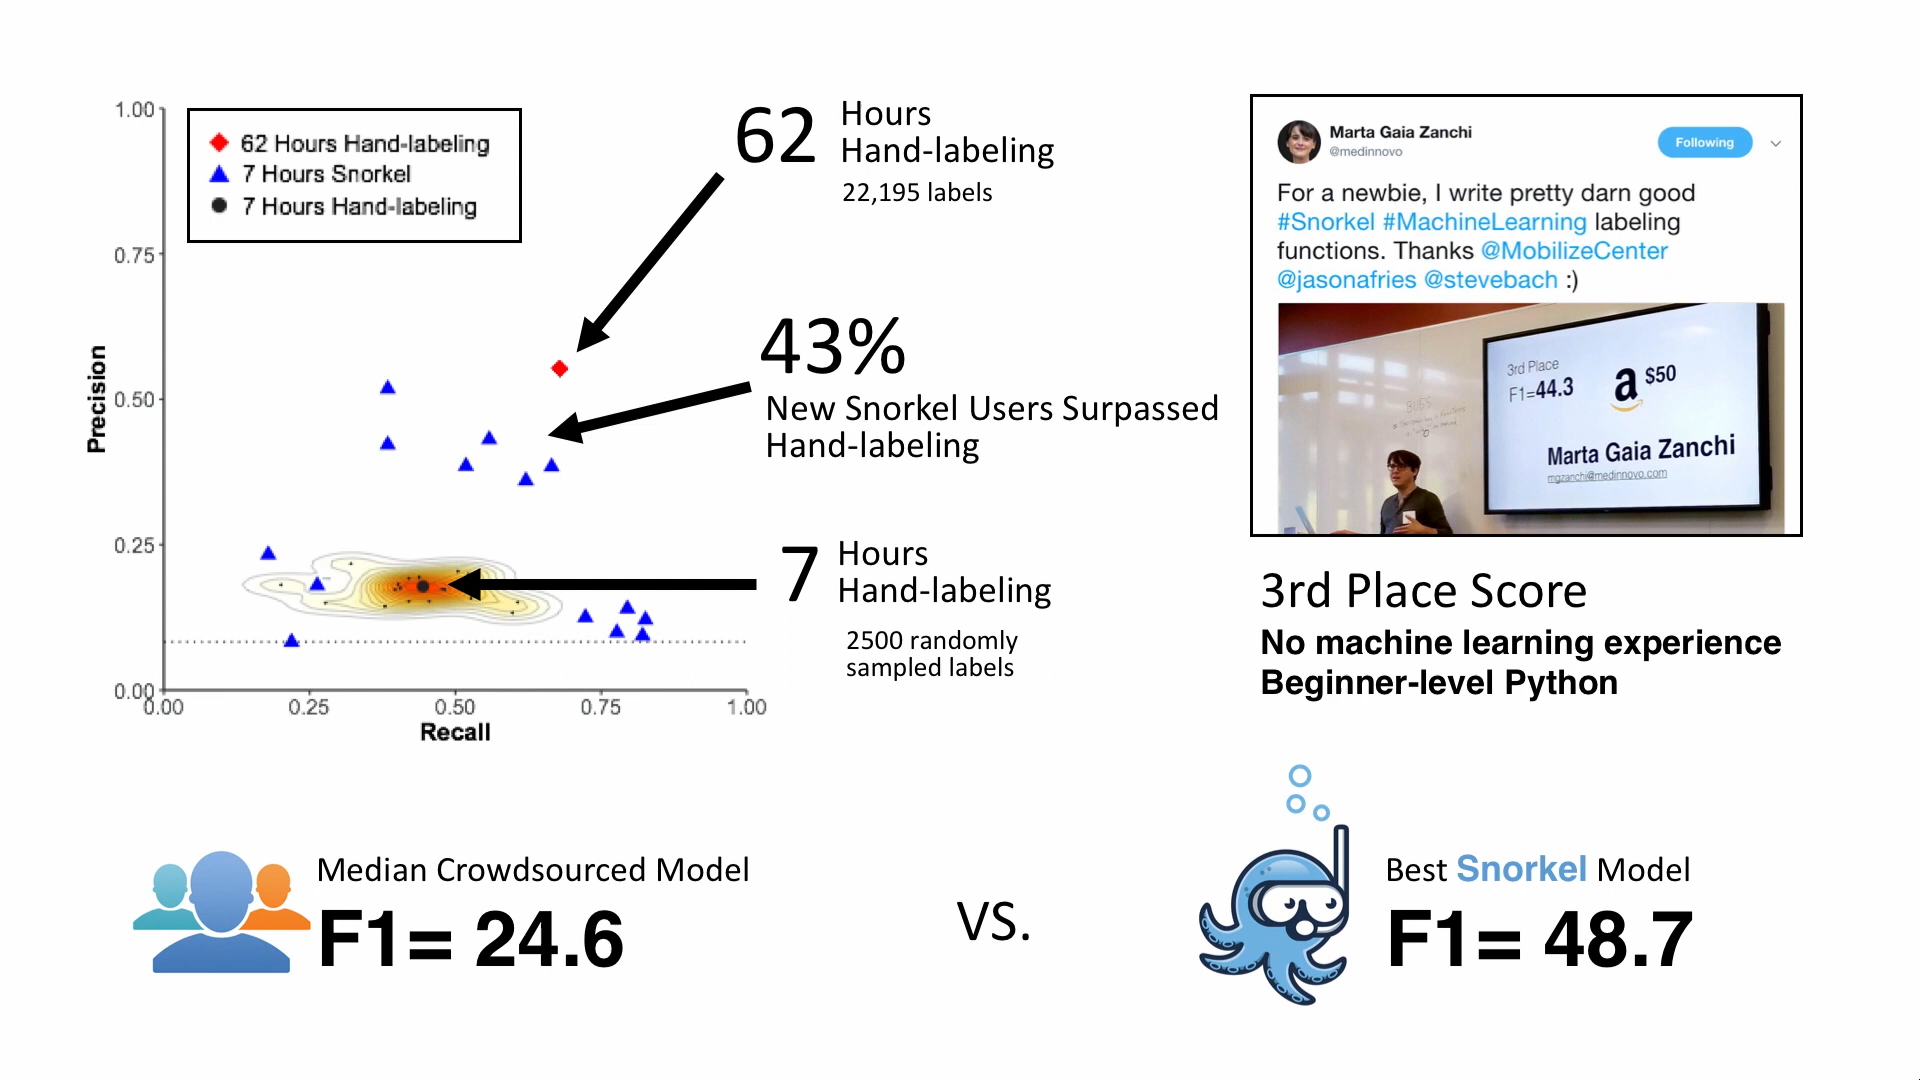 1.00
0.75
0.50
0.25
0.00
0.00
0.25
0.50
0.75
1.00
Precision
Recall
62 Hours Hand-labeling
7 Hours Snorkel
7 Hours Hand-labeling
62 Hours
Hand-labeling
22,195 labels
43%
New Snorkel Users Surpassed
Hand-labeling
7 Hours
Hand-labeling
2500 randomly
sampled labels
Marta Gaia Zanchi
@medinnovo
Following
For a newbie, I write pretty darn good
#Snorkel #MachineLearning labeling
functions. Thanks @MobilizeCenter
@jasonafries @stevebach :)
3rd Place
F1=44.3
a $50
Marta Gaia Zanchi
mgzanchi@medinnovo.com
3rd Place Score
No machine learning experience
Beginner-level Python
Median Crowdsourced Model
F1= 24.6
VS.
Best Snorkel Model
F1= 48.7